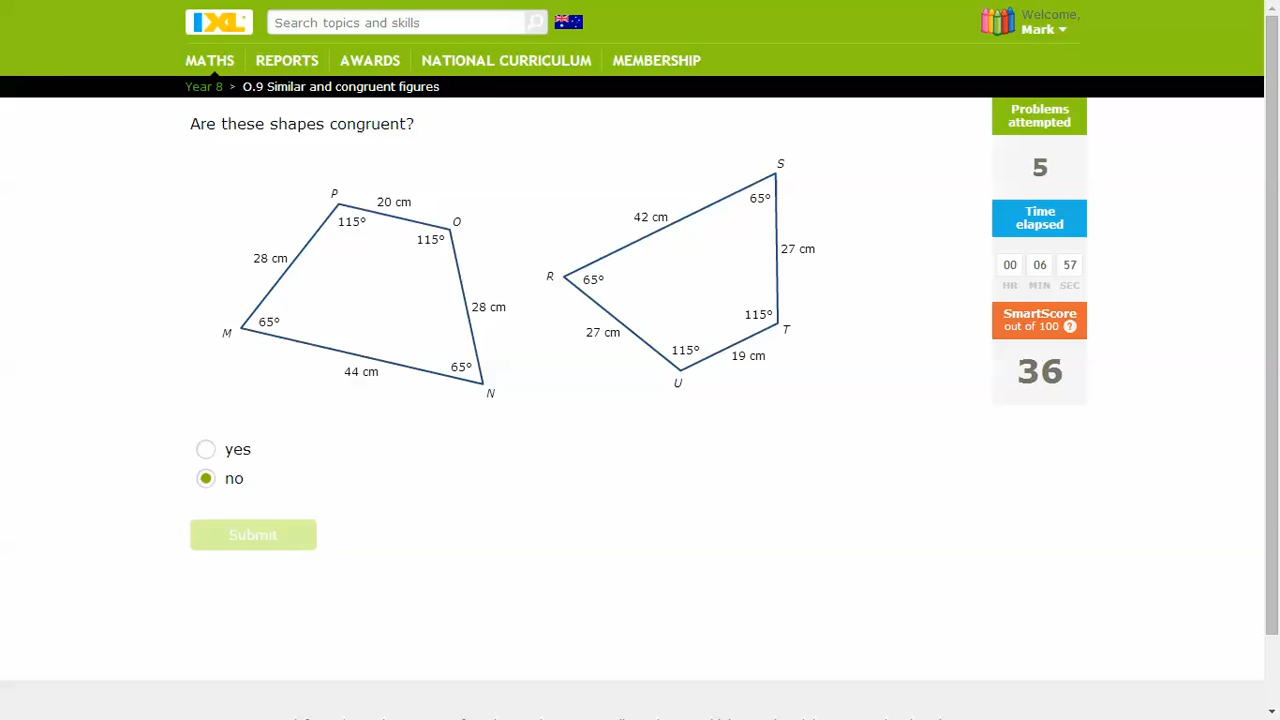 IXL
Search topics and skills
Welcome,
Mark
MATHS REPORTS AWARDS NATIONAL CURRICULUM MEMBERSHIP
Year 8 > O.9 Similar and congruent figures
Are these shapes congruent?
Problems
attempted
5
Time
elapsed
00 06 57
HR MIN SEC
SmartScore
out of 100 ?
36
P
20 cm
O
115°
115°
28 cm
28 cm
M
65°
65°
44 cm
N
S
65°
42 cm
27 cm
R
65°
115°
T
27 cm
115°
19 cm
U
yes
no
Submit